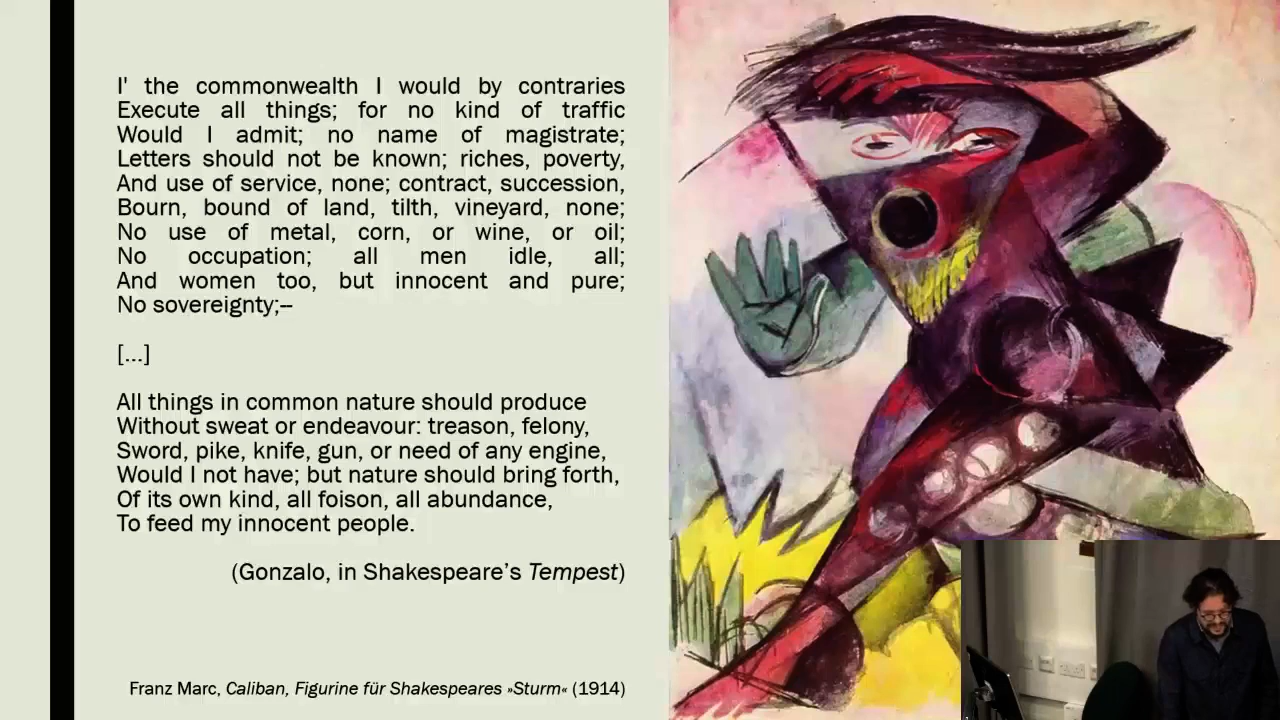 I' the commonwealth I would by contraries
Execute all things; for no kind of traffic
Would I admit; no name of magistrate;
Letters should not be known; riches, poverty,
And use of service, none; contract, succession,
Bourn, bound of land, tilth, vineyard, none;
No use of metal, corn, or wine, or oil;
No occupation; all men idle, all;
And women too, but innocent and pure;
No sovereignty;--
[...]
All things in common nature should produce
Without sweat or endeavour: treason, felony,
Sword, pike, knife, gun, or need of any engine,
Would I not have; but nature should bring forth,
Of its own kind, all foison, all abundance,
To feed my innocent people.
(Gonzalo, in Shakespeare’s Tempest)
Franz Marc, Caliban, Figurine für Shakespeares »Sturm« (1914)